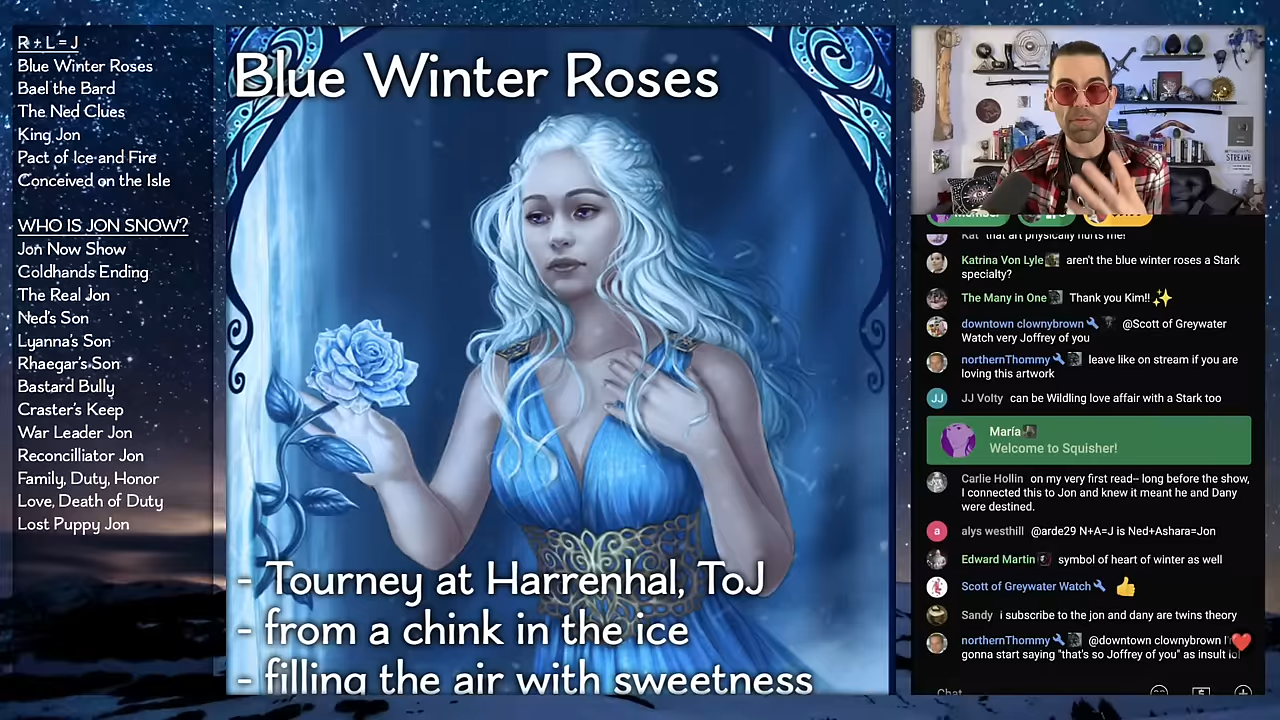 R + L = J
Blue Winter Roses
Bael the Bard
The Ned Clues
King Jon
Pact of Ice and Fire
Conceived on the Isle
WHO IS JON SNOW?
Jon Now Show
Coldhands Ending
The Real Jon
Ned's Son
Lyanna's Son
Rhaegar's Son
Bastard Bully
Craster's Keep
War Leader Jon
Reconcilliator Jon
Family, Duty, Honor
Love, Death of Duty
Lost Puppy Jon
Blue Winter Roses
- Tourney at Harrenhal, ToJ
- from a chink in the ice
- filling the air with sweetness
STREAMR
Member
Kat that art physically hurts me!
Katrina Von Lyle aren't the blue winter roses a Stark
specialty?
The Many in One Thank you Kim!!
downtown clownybrown @Scott of Greywater
Watch very Joffrey of you
northernThommy leave like on stream if you are
loving this artwork
JJ JJ Volty can be Wildling love affair with a Stark too
María
Welcome to Squisher!
Carlie Hollin on my very first read– long before the show,
I connected this to Jon and knew it meant he and Dany
were destined.
a alys westhill @arde29 N+A=J is Ned+Ashara=Jon
Edward Martin symbol of heart of winter as well
Scott of Greywater Watch
Sandy i subscribe to the jon and dany are twins theory
northernThommy @downtown clownybrown
gonna start saying "that's so Joffrey of you" as insult
Chat